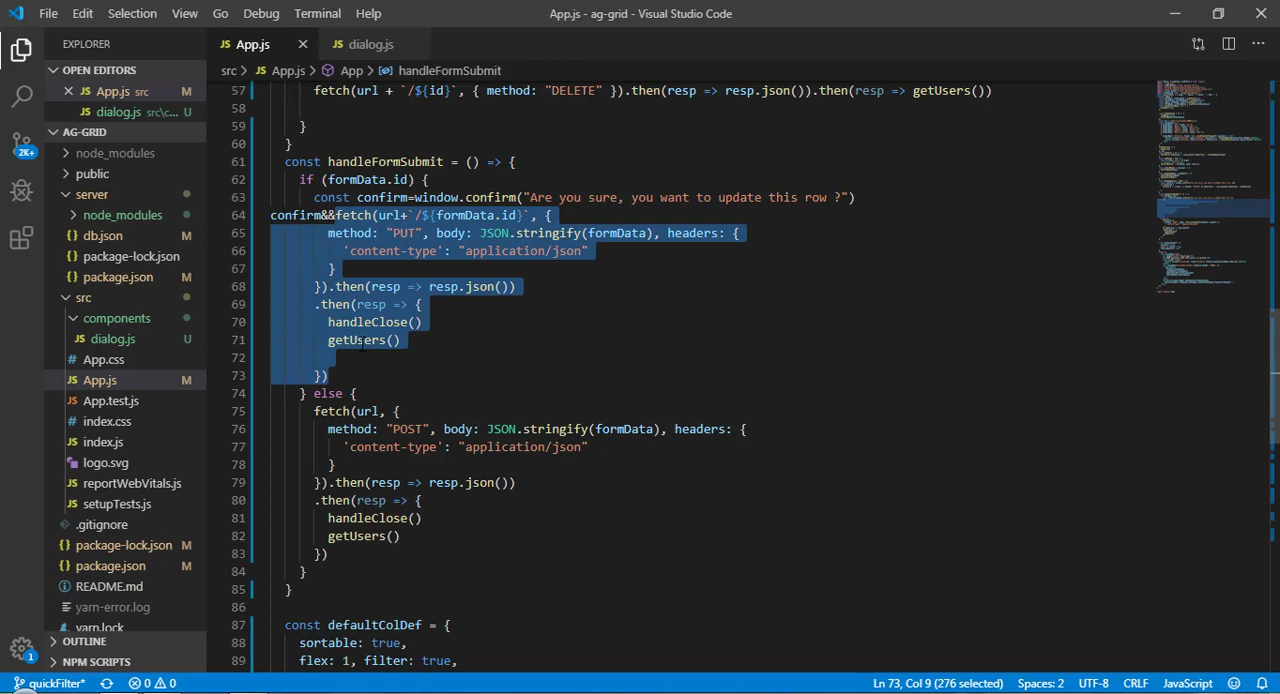 File Edit Selection View Go Debug Terminal Help App.js - ag-grid - Visual Studio Code
EXPLORER
OPEN EDITORS
App.js src M
dialog.js src\c... U
AG-GRID
node_modules
public
server
node_modules
db.json U
package-lock.json U
package.json U
src
components
dialog.js U
App.css
App.js M
App.test.js
index.css
index.js
logo.svg
reportWebVitals.js
setupTests.js
.gitignore
package-lock.json M
package.json M
README.md
yarn-error.log
yarn.lock
OUTLINE
NPM SCRIPTS
2K+
1
App.js dialog.js
src > App.js > App > handleFormSubmit
57 fetch(url + `/${id}`, { method: "DELETE" }).then(resp => resp.json()).then(resp => getUsers())
58
59 }
60 }
61 const handleFormSubmit = () => {
62 if (formData.id) {
63 const confirm=window.confirm("Are you sure, you want to update this row ?")
64 confirm&&fetch(url+`/${formData.id}`, {
65 method: "PUT", body: JSON.stringify(formData), headers: {
66 'content-type': "application/json"
67 }
68 }).then(resp => resp.json())
69 .then(resp => {
70 handleClose()
71 getUsers()
72
73 })
74 } else {
75 fetch(url, {
76 method: "POST", body: JSON.stringify(formData), headers: {
77 'content-type': "application/json"
78 }
79 }).then(resp => resp.json())
80 .then(resp => {
81 handleClose()
82 getUsers()
83 })
84 }
85 }
86
87 const defaultColDef = {
88 sortable: true,
89 flex: 1, filter: true,
quickFilter* 0 0 Ln 73, Col 9 (276 selected) Spaces: 2 UTF-8 CRLF JavaScript